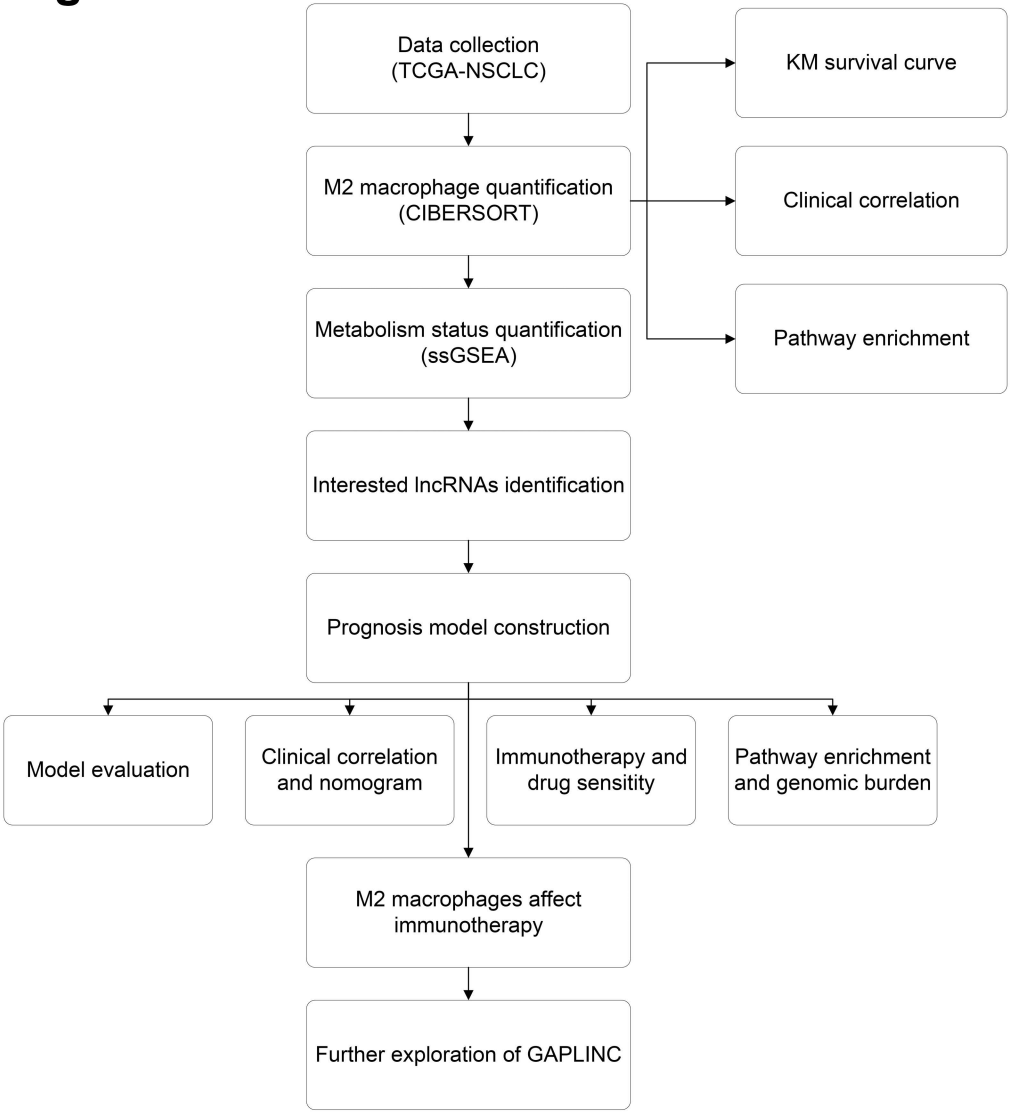 Data collection
(TCGA-NSCLC)
KM survival curve
M2 macrophage quantification
(CIBERSORT)
Clinical correlation
Metabolism status quantification
(ssGSEA)
Pathway enrichment
Interested lncRNAs identification
Prognosis model construction
Model evaluation
Clinical correlation
and nomogram
Immunotherapy and
drug sensitity
Pathway enrichment
and genomic burden
M2 macrophages affect
immunotherapy
Further exploration of GAPLINC